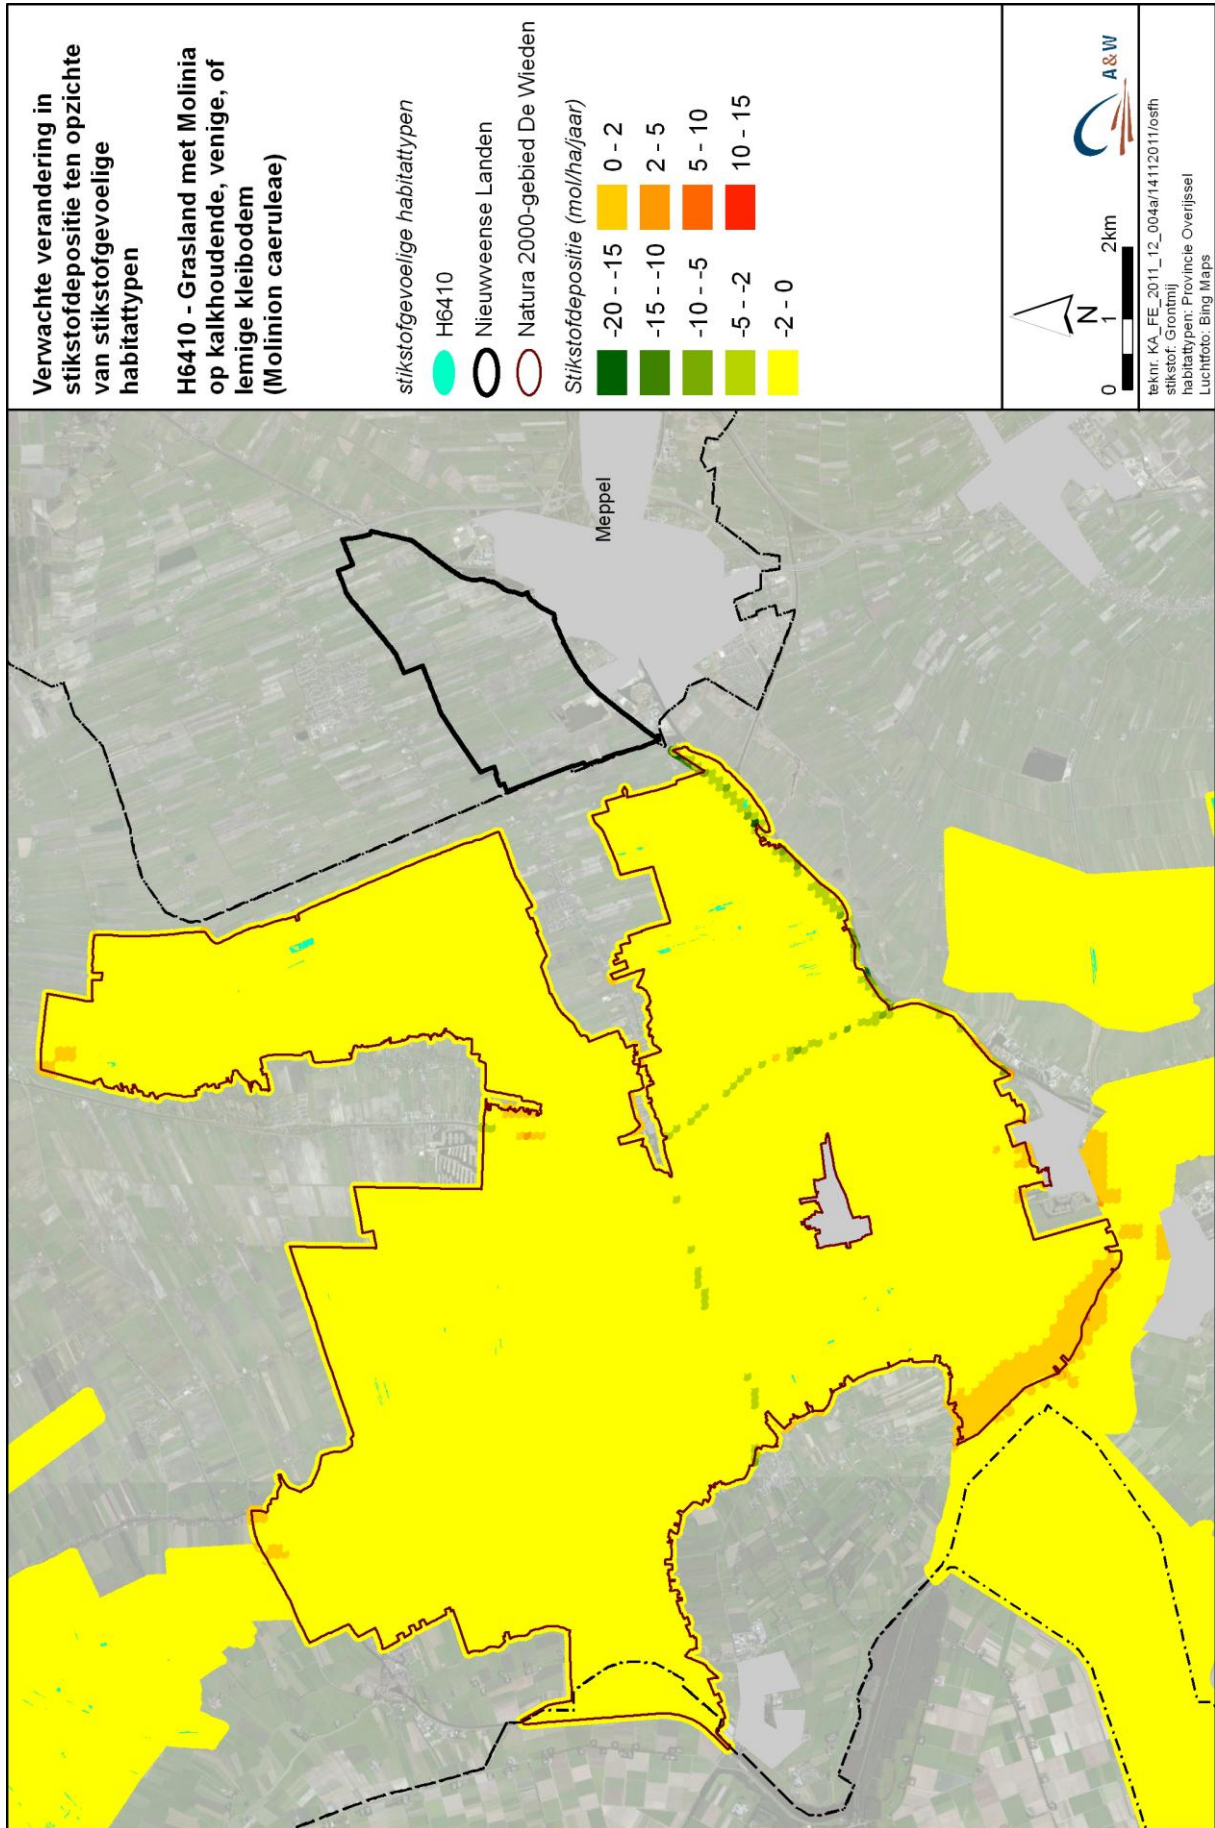 Verwachte verandering in
stikstofdepositie ten opzichte
van stikstofgevoelige
habitattypen
H6410 - Grasland met Molinia
op kalkhoudende, venige, of
lemige kleibodem
(Molinion caeruleae)
stikstofgevoelige habitattypen
H6410
Nieuwveense Landen
Natura 2000-gebied De Wieden
Stikstofdepositie (mol/ha/jaar)
-20 - -15
0 - 2
-15 - -10
2 - 5
-10 - -5
5 - 10
-5 - -2
10 - 15
-2 - 0
N
0 1 2km
A&W
teknr. KA_FE_2011_12_004a/14112011/osfh
stikstof: Grontmij
habitattypen: Provincie Overijssel
Luchtfoto: Bing Maps
Meppel